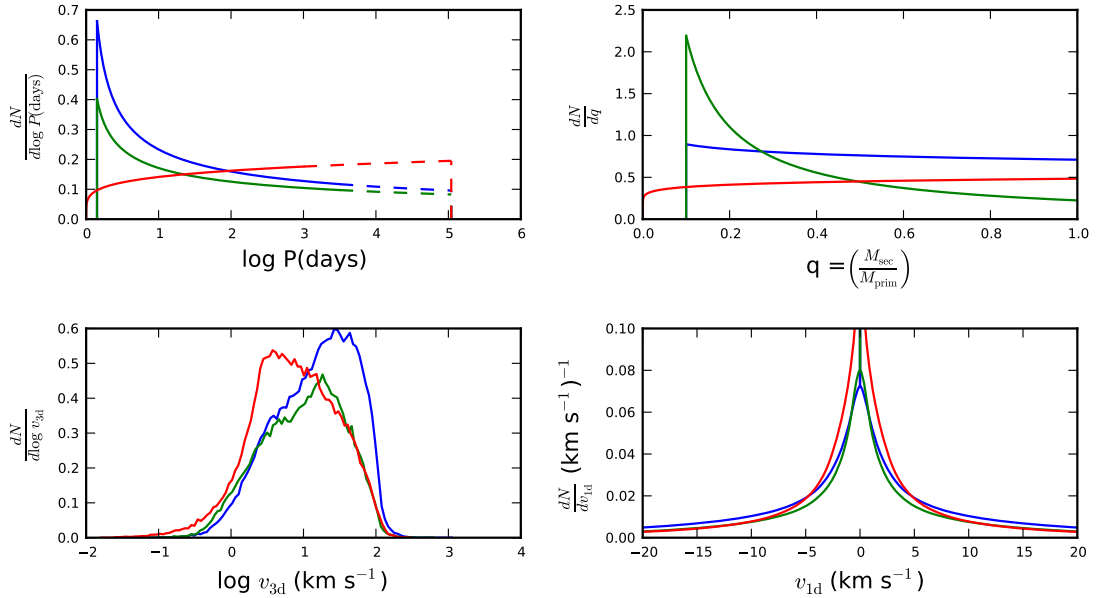 0.7
0.6
0.5
0.4
0.3
0.2
0.1
0.0
dN
dlog P(days)
0 1 2 3 4 5 6
log P(days)
2.5
2.0
1.5
1.0
0.5
0.0
dN
dq
0.0 0.2 0.4 0.6 0.8 1.0
q = (M_sec / M_prim)
0.6
0.5
0.4
0.3
0.2
0.1
0.0
dN
dlog v_3d
−2 −1 0 1 2 3 4
log v_3d (km s⁻¹)
0.10
0.08
0.06
0.04
0.02
0.00
dN/dv_1d (km s⁻¹)⁻¹
−20 −15 −10 −5 0 5 10 15 20
v_1d (km s⁻¹)